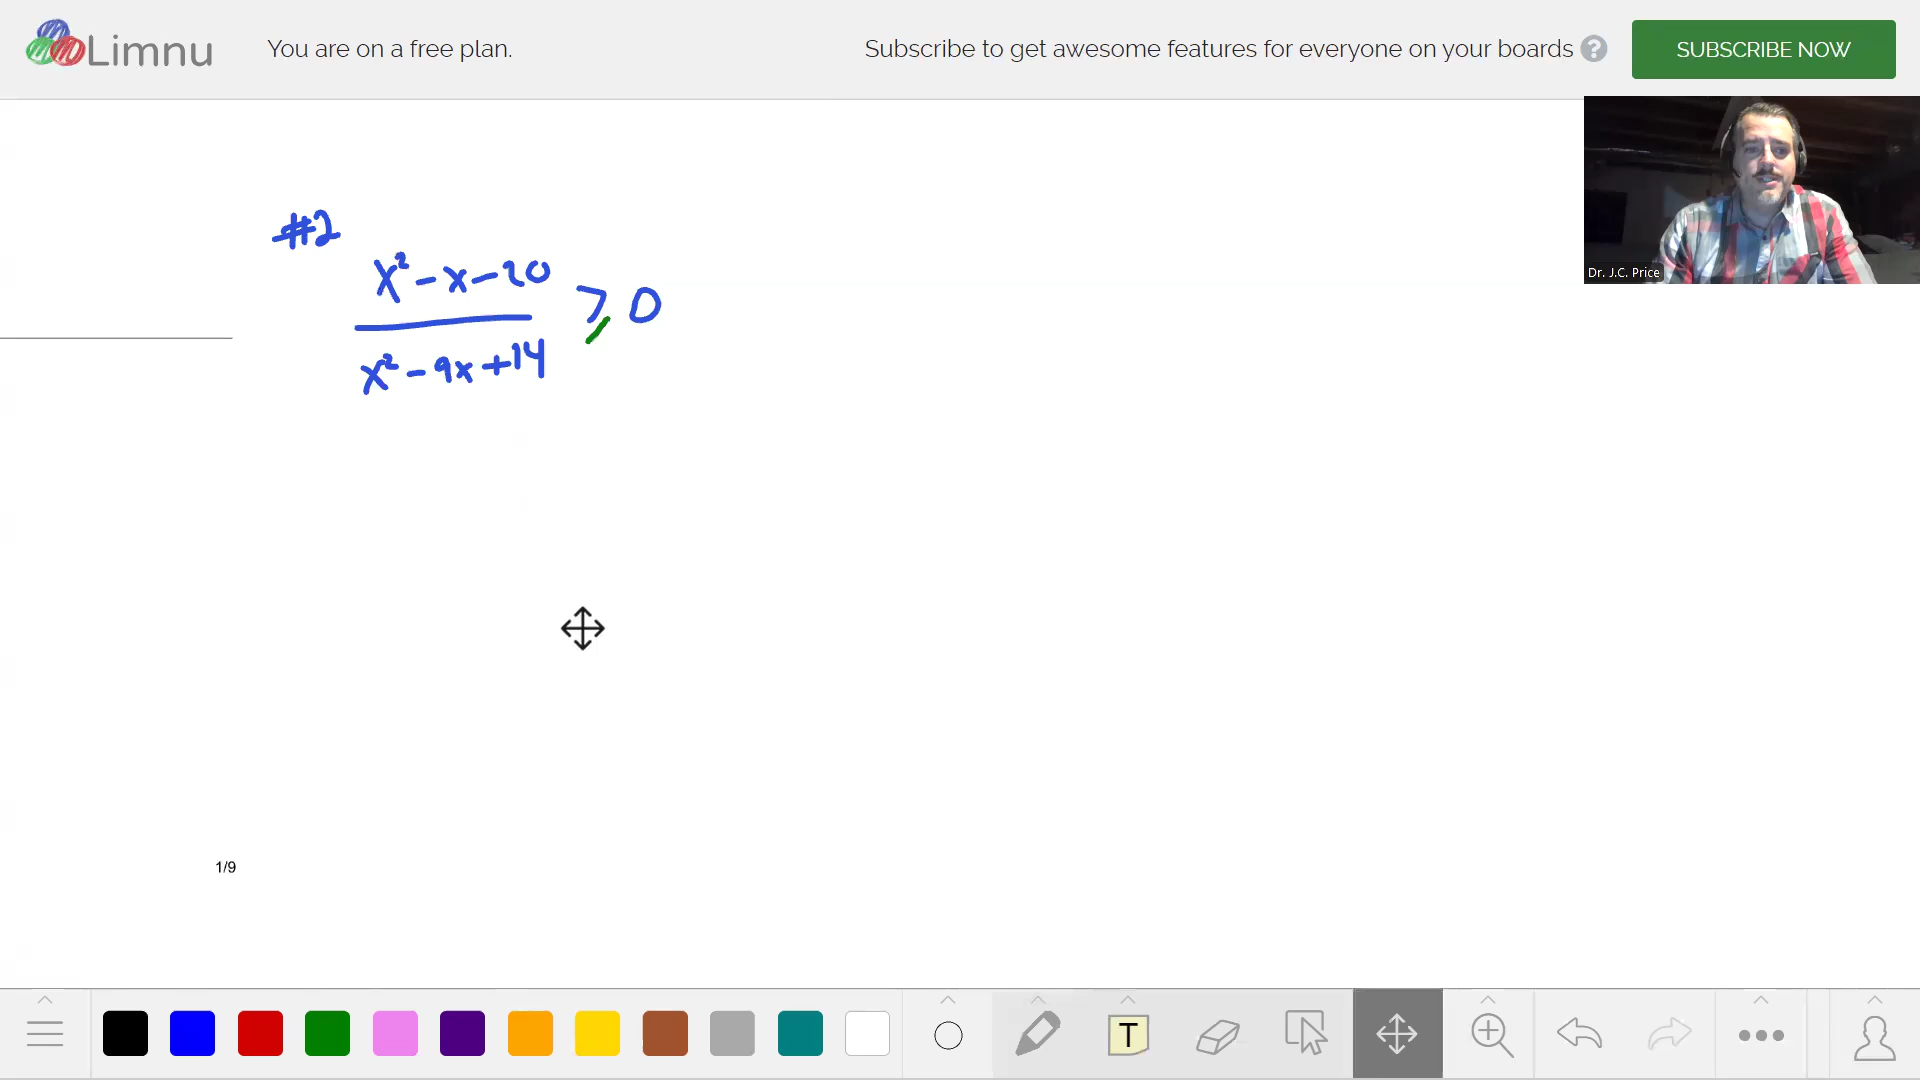 Limnu
You are on a free plan.
Subscribe to get awesome features for everyone on your boards ?
SUBSCRIBE NOW
Dr. J.C. Price
#2
x² - x - 20
≥ 0
x² - 9x + 14
1/9
T